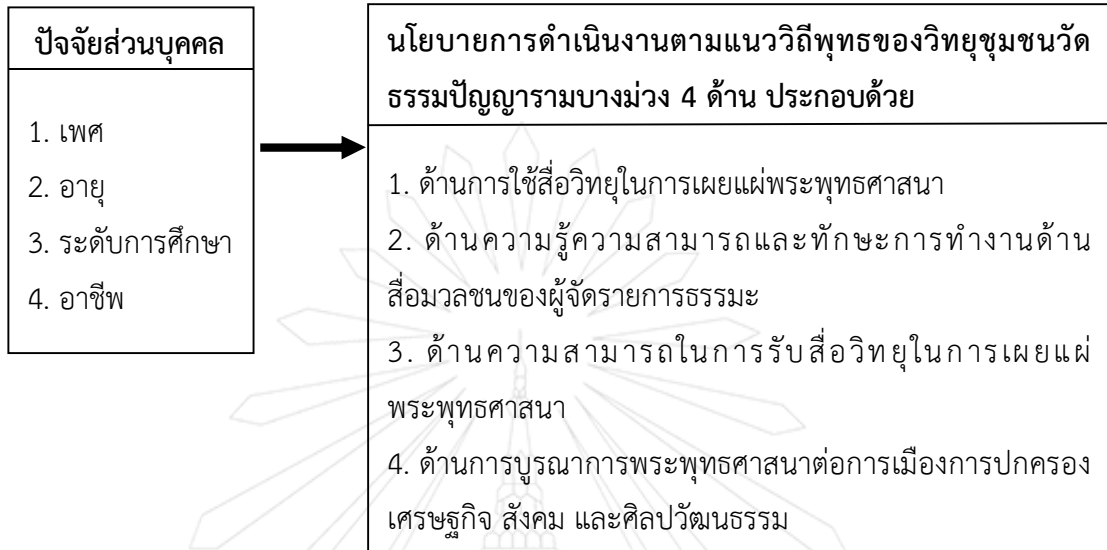 ปัจจัยส่วนบุคคล
1. เพศ
2. อายุ
3. ระดับการศึกษา
4. อาชีพ
นโยบายการดำเนินงานตามแนววิถีพุทธของวิทยุชุมชนวัด
ธรรมปัญญารามบางม่วง 4 ด้าน ประกอบด้วย
1. ด้านการใช้สื่อวิทยุในการเผยแผ่พระพุทธศาสนา
2. ด้านความรู้ความสามารถและทักษะการทำงานด้าน
สื่อมวลชนของผู้จัดรายการธรรมะ
3. ด้านความสามารถในการรับสื่อวิทยุในการเผยแผ่
พระพุทธศาสนา
4. ด้านการบูรณาการพระพุทธศาสนาต่อการเมืองการปกครอง
เศรษฐกิจ สังคม และศิลปวัฒนธรรม